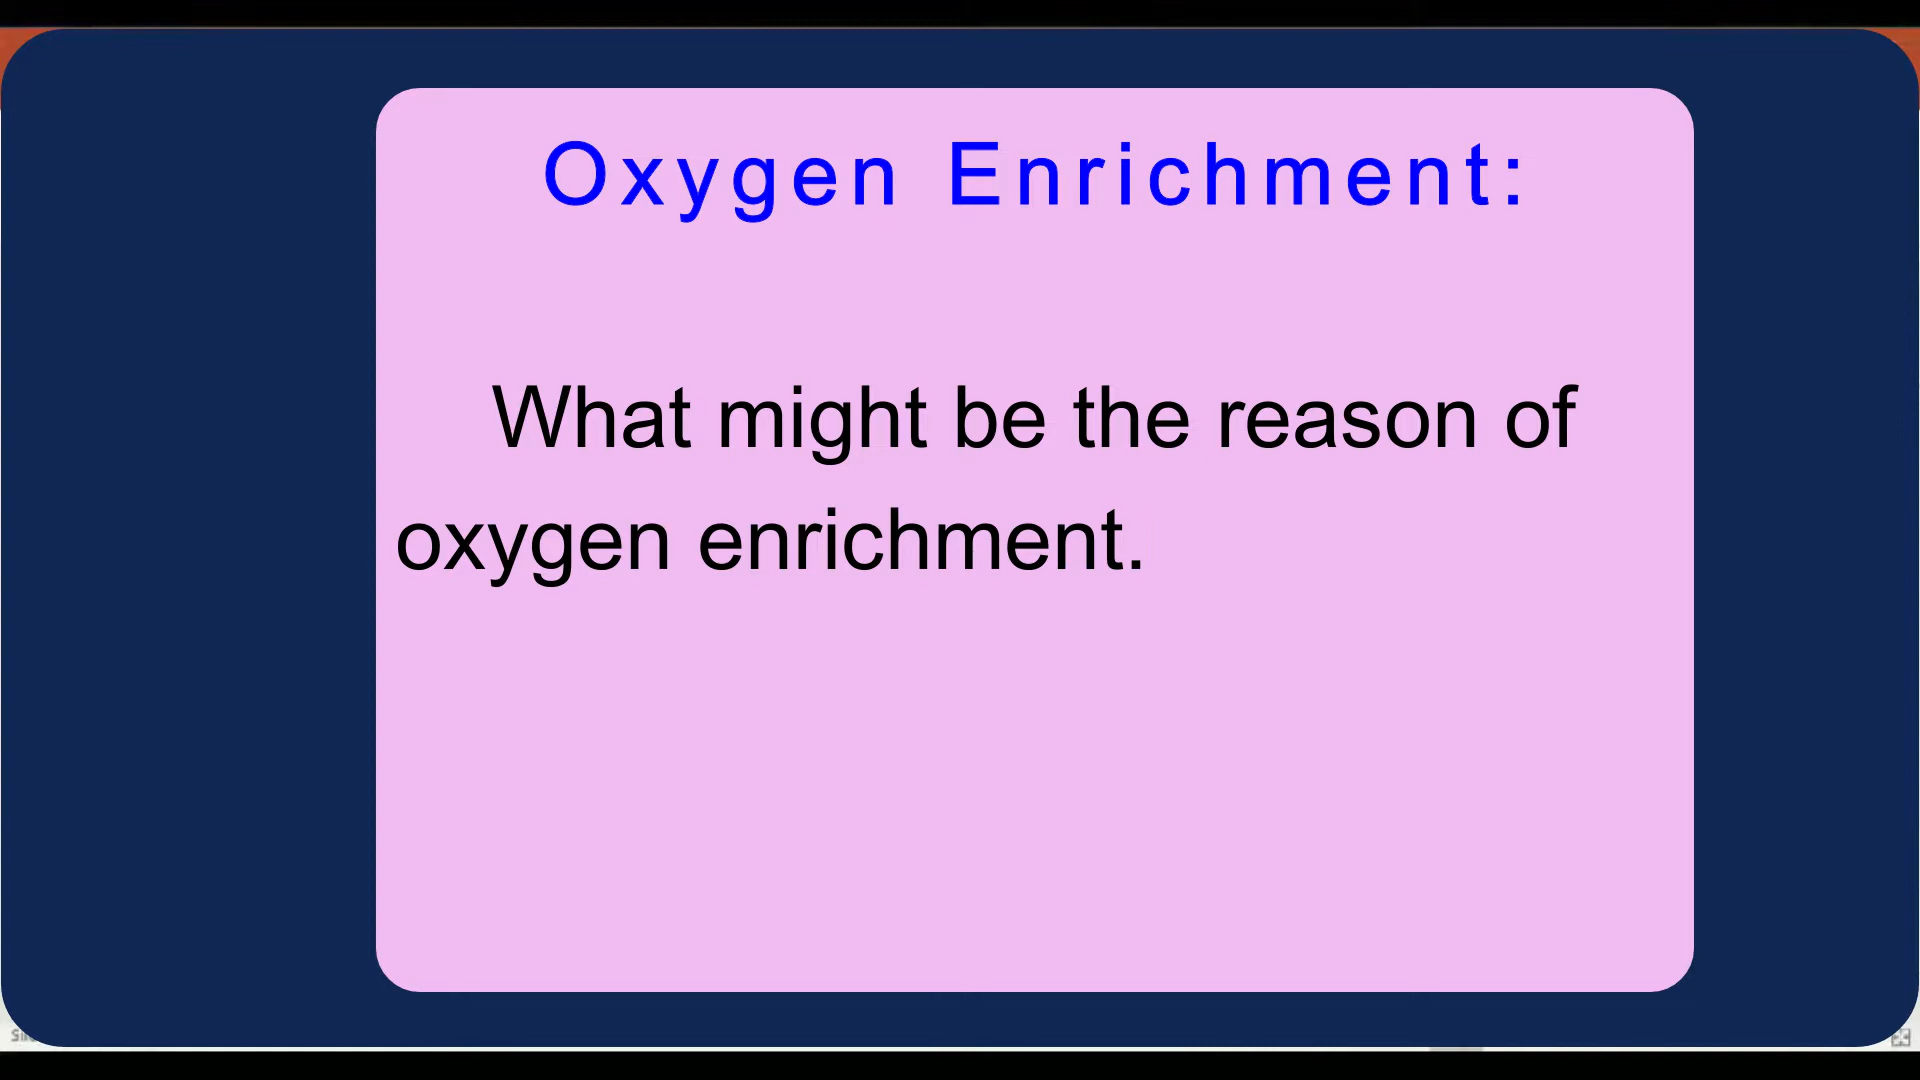 Oxygen Enrichment:
What might be the reason of
oxygen enrichment.